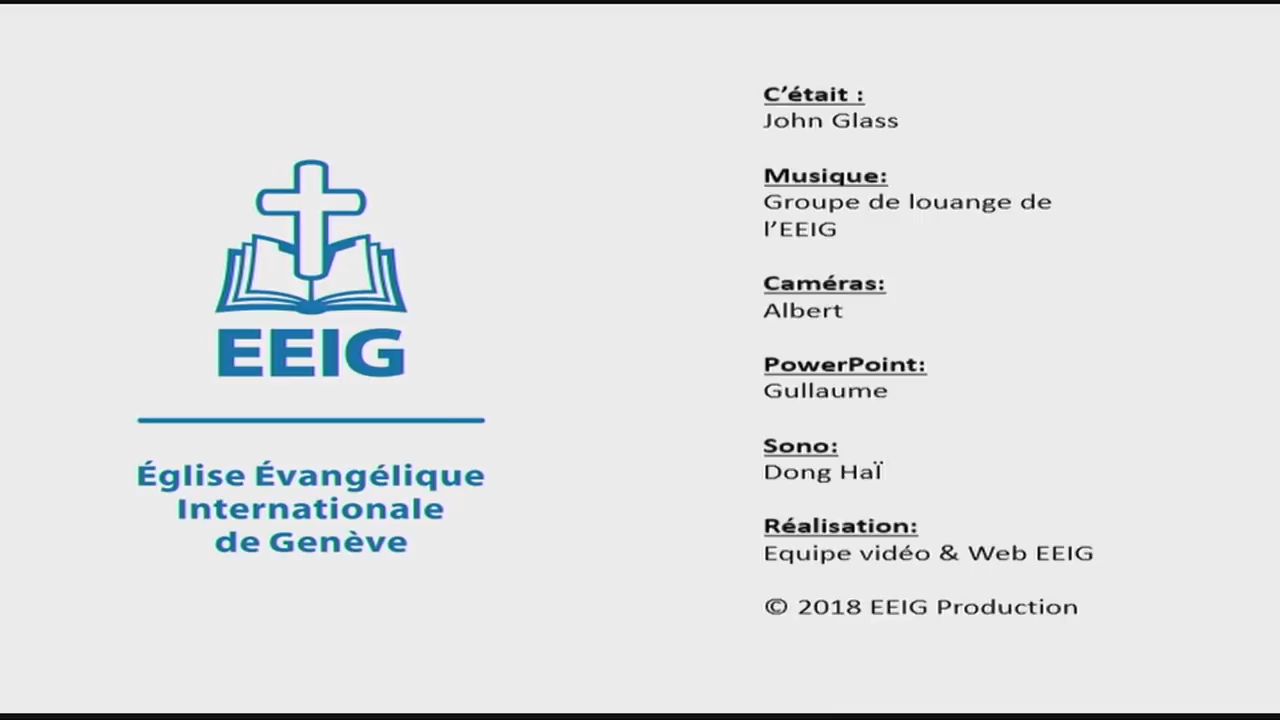 EEIG
Église Évangélique
Internationale
de Genève
C’était :
John Glass
Musique:
Groupe de louange de
l’EEIG
Caméras:
Albert
PowerPoint:
Gullaume
Sono:
Dong HaÏ
Réalisation:
Equipe vidéo & Web EEIG
© 2018 EEIG Production